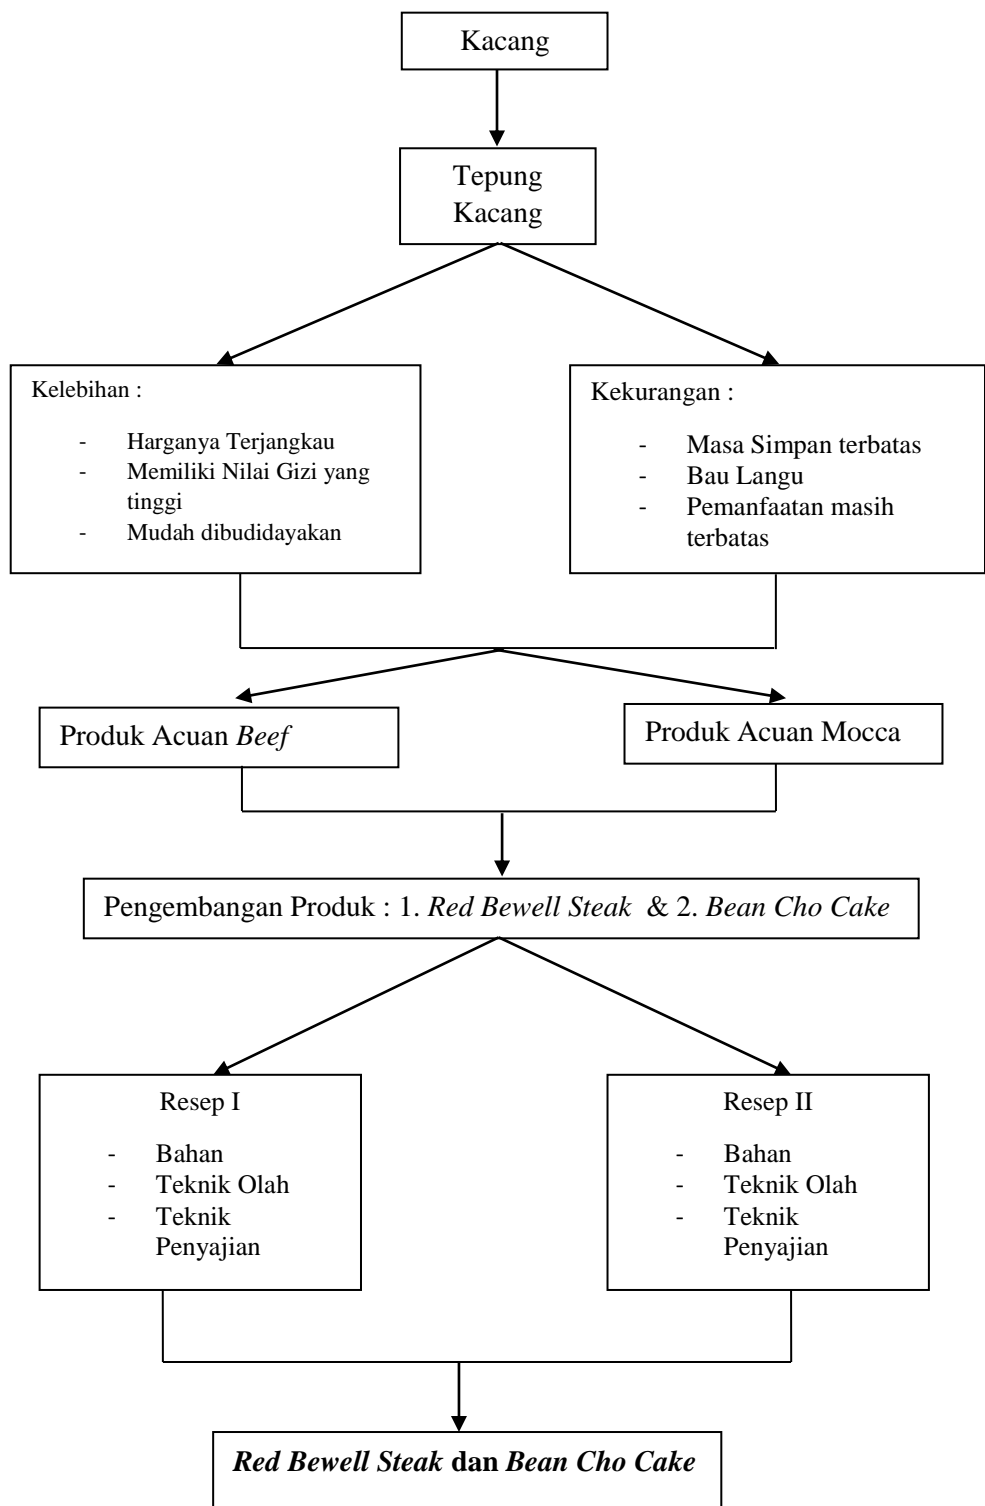 Kacang
Tepung
Kacang
Kelebihan :
- Harganya Terjangkau
- Memiliki Nilai Gizi yang
tinggi
- Mudah dibudidayakan
Kekurangan :
- Masa Simpan terbatas
- Bau Langu
- Pemanfaatan masih
terbatas
Produk Acuan Beef
Produk Acuan Mocca
Pengembangan Produk : 1. Red Bewell Steak & 2. Bean Cho Cake
Resep I
- Bahan
- Teknik Olah
- Teknik
Penyajian
Resep II
- Bahan
- Teknik Olah
- Teknik
Penyajian
Red Bewell Steak dan Bean Cho Cake